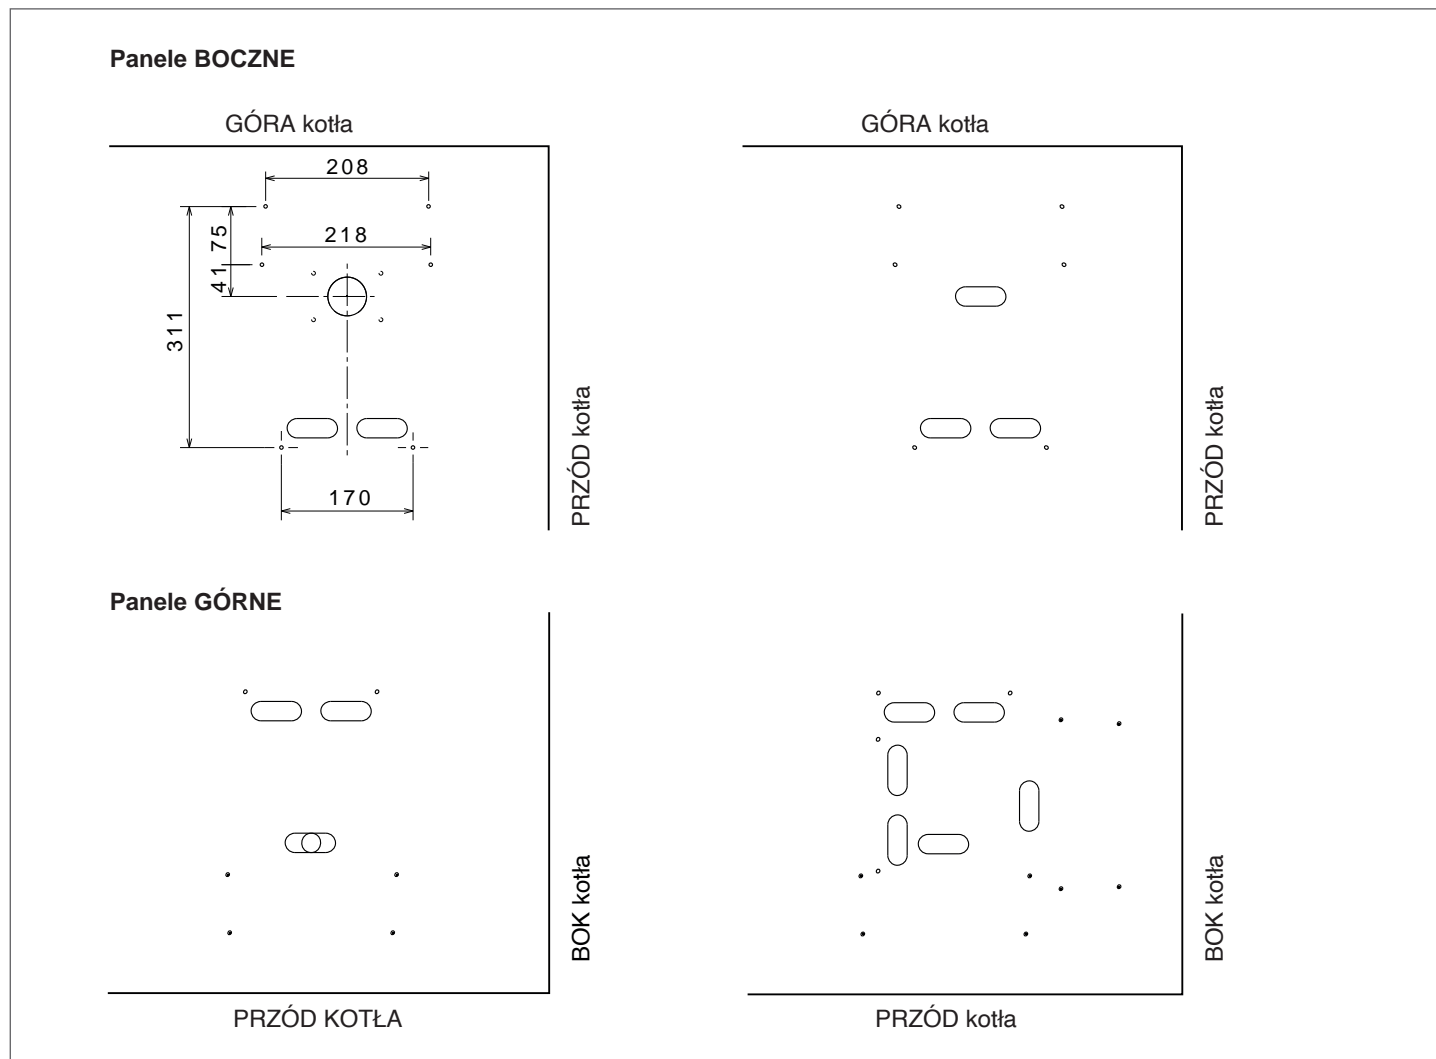 Panele BOCZNE
GÓRA kotła
GÓRA kotła
208
75
218
41
311
170
PRZÓD kotła
PRZÓD kotła
Panele GÓRNE
BOK kotła
BOK kotła
PRZÓD KOTŁA
PRZÓD kotła